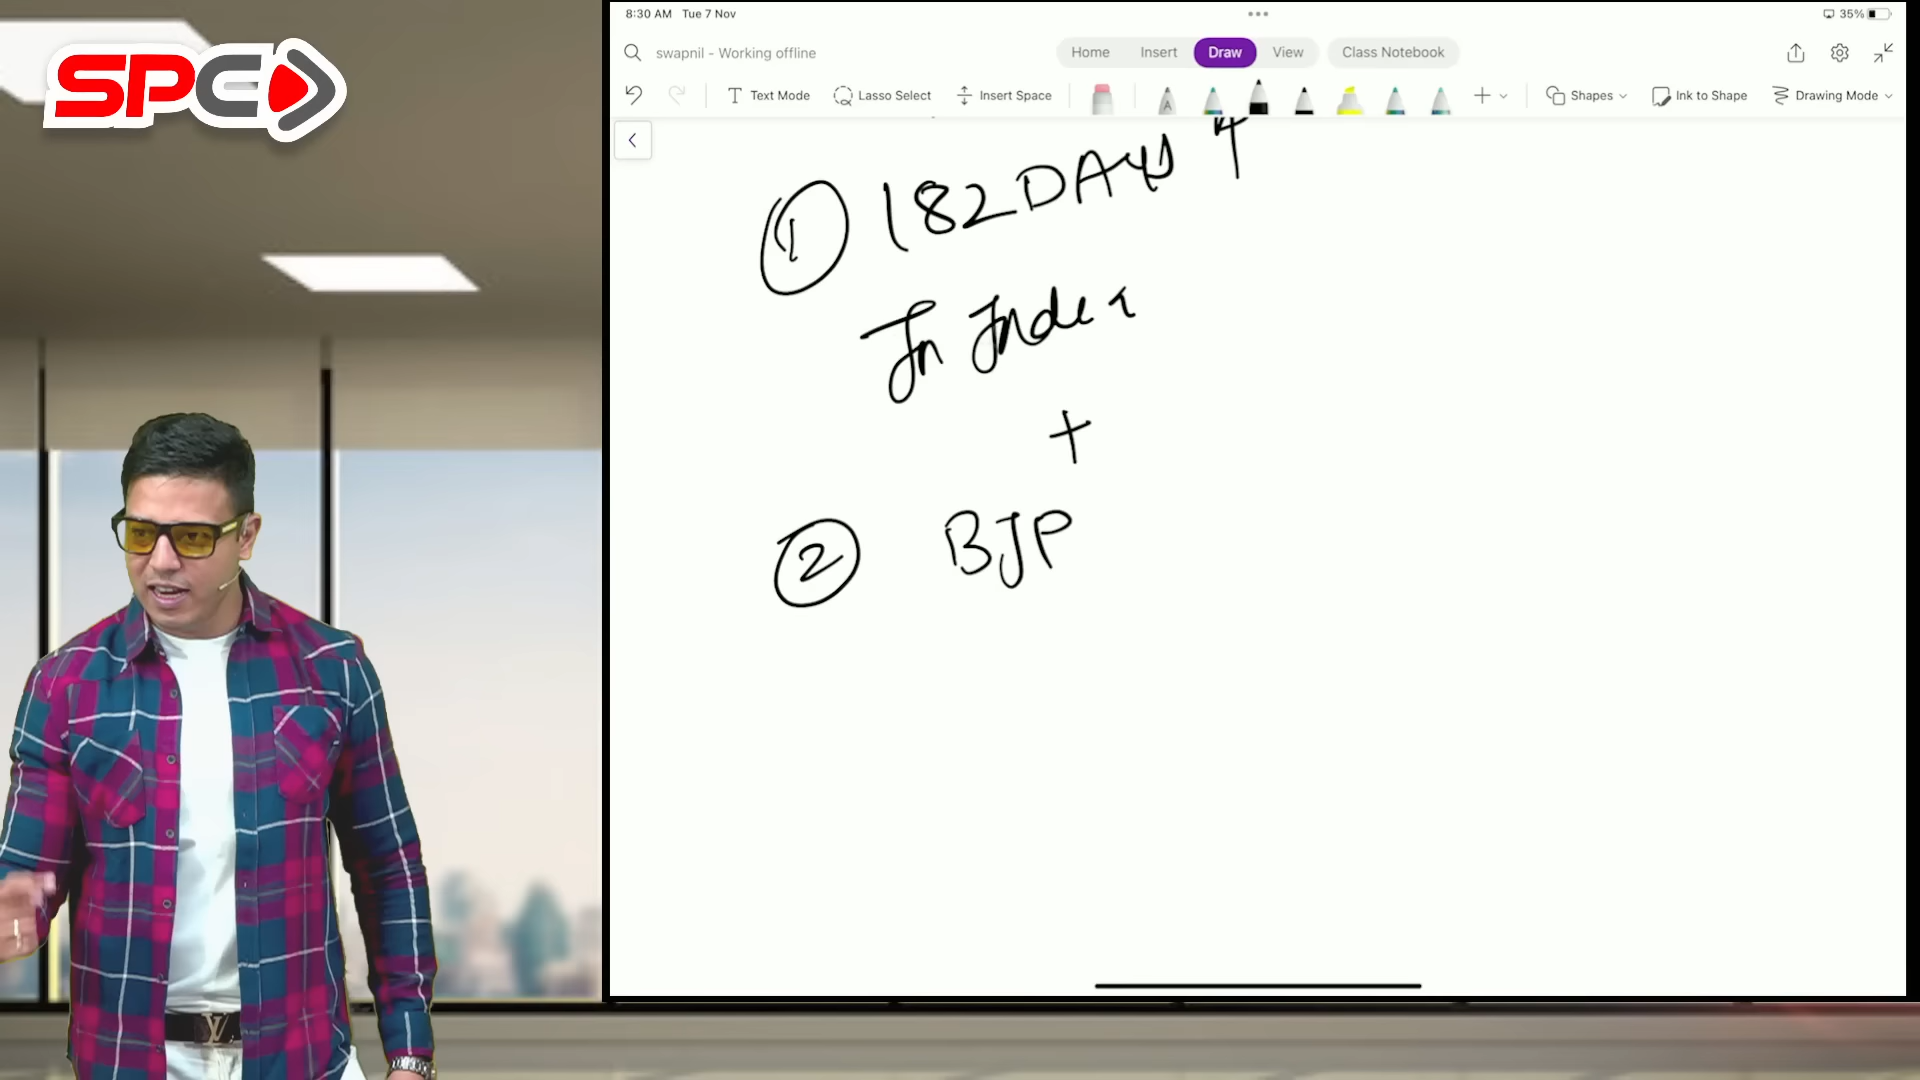 SPC
8:30 AM Tue 7 Nov
35%
swapnil - Working offline
Home Insert Draw View Class Notebook
Text Mode Lasso Select Insert Space A Shapes Ink to Shape Drawing Mode
① 182 DAYS
In India
+
② BJP
LV